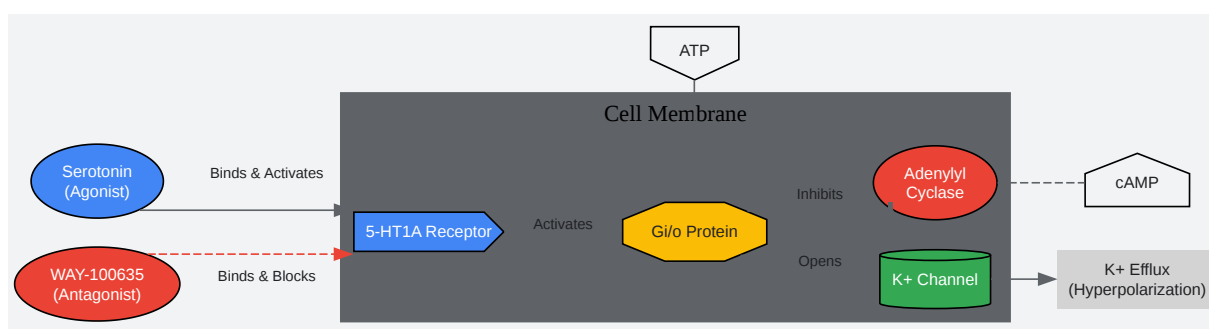 ATP
Cell Membrane
Serotonin
(Agonist)
Binds & Activates
WAY-100635
(Antagonist)
Binds & Blocks
5-HT1A Receptor
Activates
Gi/o Protein
Inhibits
Opens
Adenylyl
Cyclase
K+ Channel
cAMP
K+ Efflux
(Hyperpolarization)